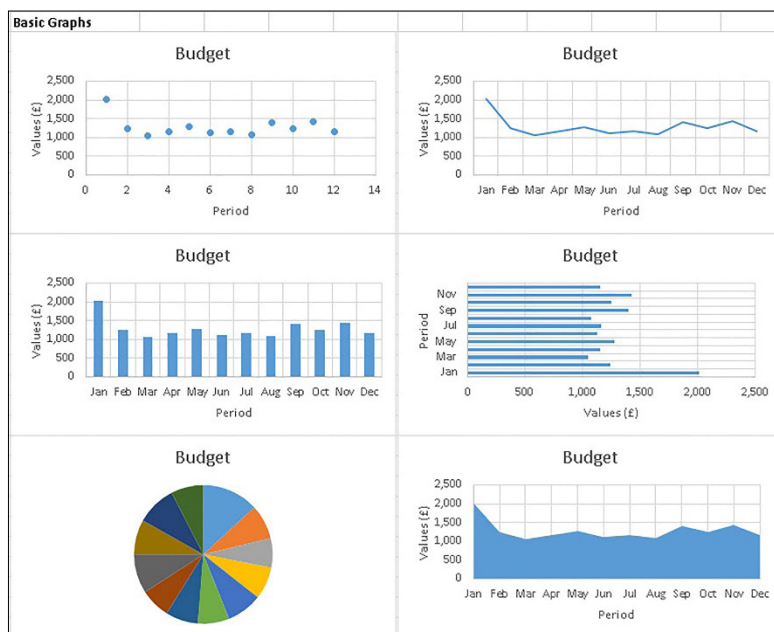 Basic Graphs
Budget
Values (£)
2,500
2,000
1,500
1,000
500
0
0 2 4 6 8 10 12 14
Period
Budget
Values (£)
2,500
2,000
1,500
1,000
500
0
Jan Feb Mar Apr May Jun Jul Aug Sep Oct Nov Dec
Period
Budget
Values (£)
2,500
2,000
1,500
1,000
500
0
Jan Feb Mar Apr May Jun Jul Aug Sep Oct Nov Dec
Period
Budget
Period
Nov
Sep
Jul
May
Mar
Jan
0 500 1,000 1,500 2,000 2,500
Values (£)
Budget
Budget
Values (£)
2,500
2,000
1,500
1,000
500
0
Jan Feb Mar Apr May Jun Jul Aug Sep Oct Nov Dec
Period